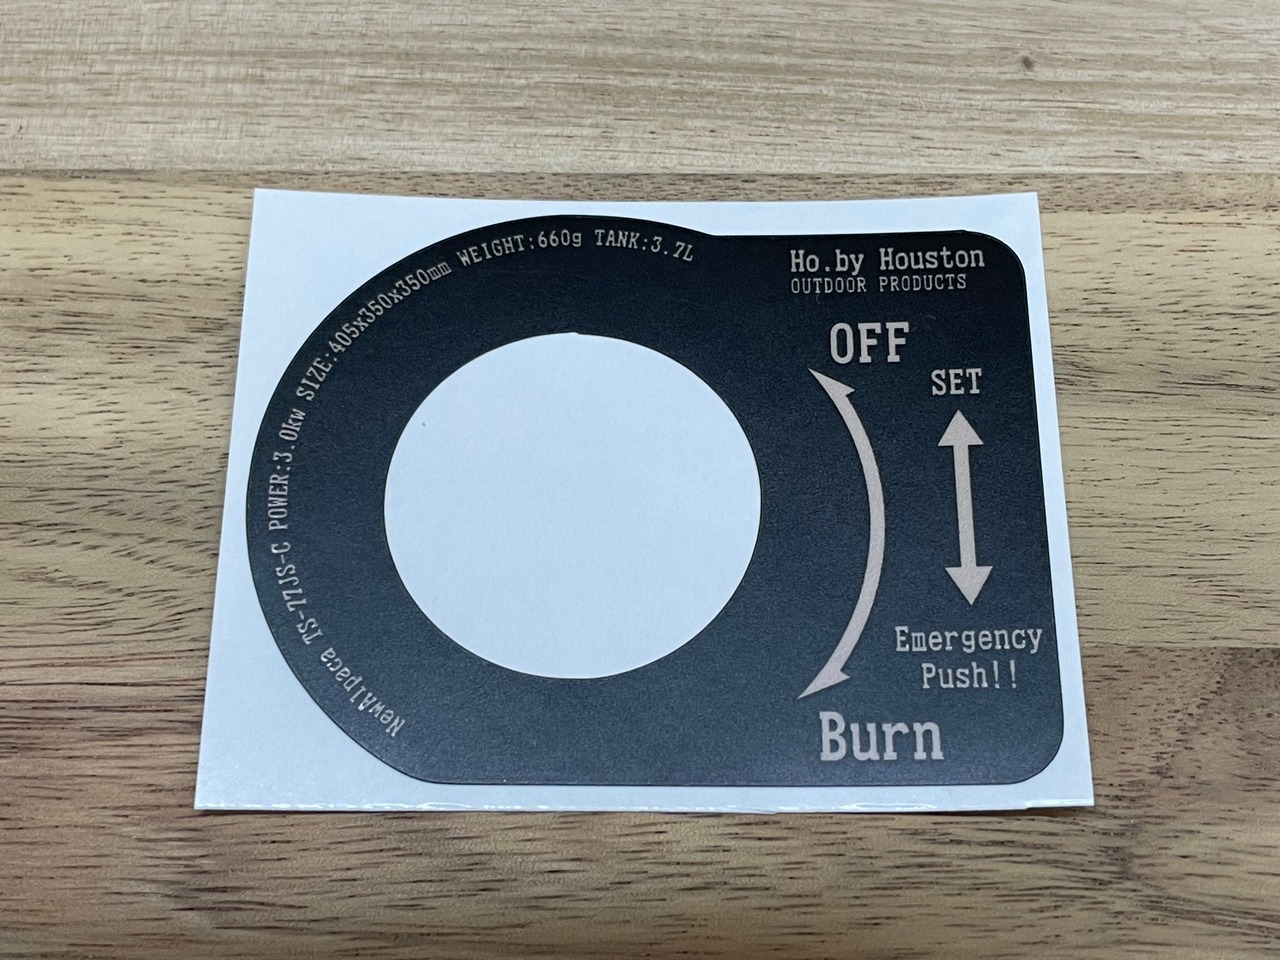 NewAlpaca TS-77JS-C POWER:3.0kw SIZE:405x350x350mm WEIGHT:660g TANK:3.7L
Ho.by Houston
OUTDOOR PRODUCTS
OFF
SET
Emergency
Push!!
Burn